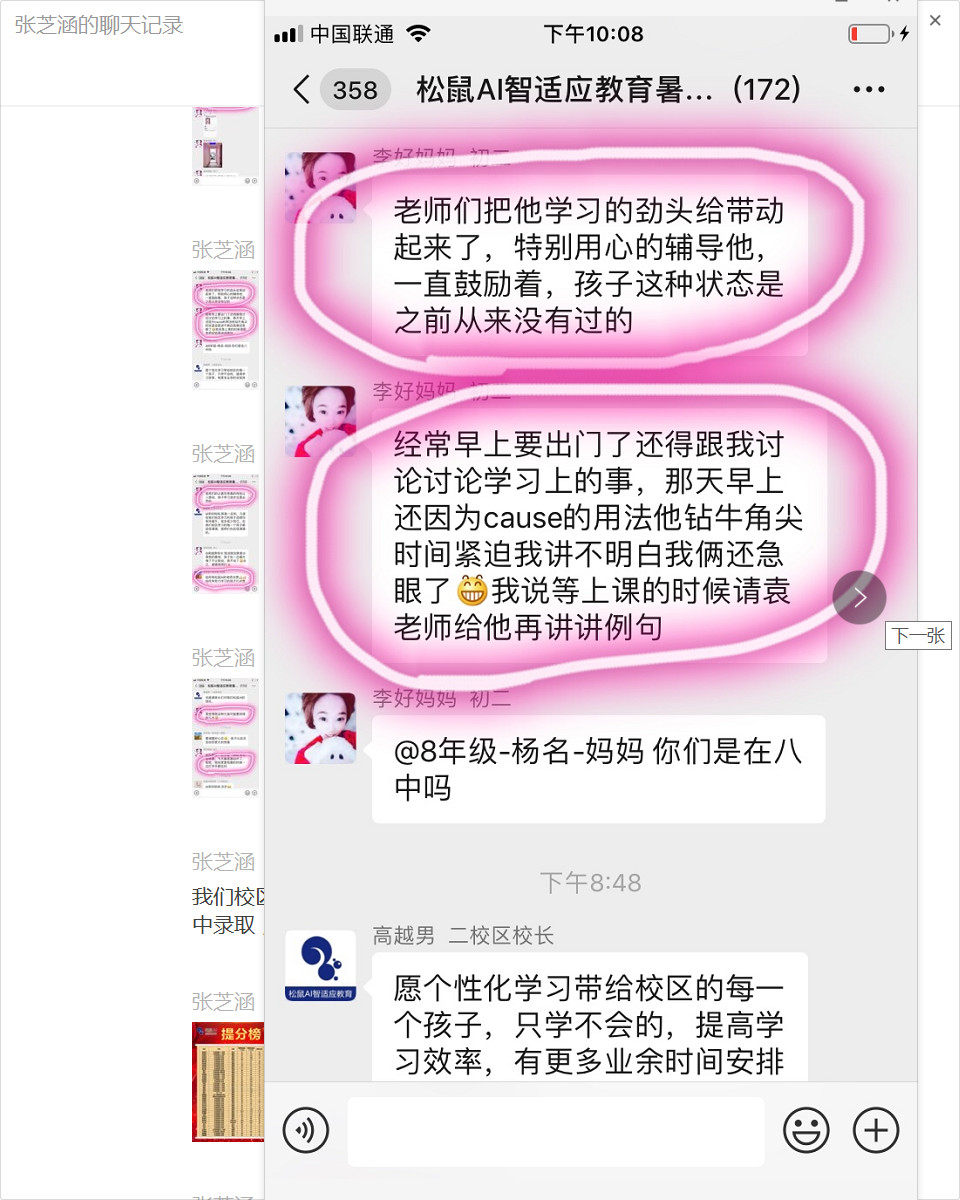 张芝涵的聊天记录
中国联通
下午10:08
358
松鼠AI智适应教育暑... (172)
李好妈妈 初二
老师们把他学习的劲头给带动
起来了，特别用心的辅导他，
一直鼓励着，孩子这种状态是
之前从来没有过的
张芝涵
李好妈妈 初二
经常早上要出门了还得跟我讨
论讨论学习上的事，那天早上
还因为cause的用法他钻牛角尖
时间紧迫我讲不明白我俩还急
眼了😁我说等上课的时候请袁
老师给他再讲讲例句
张芝涵
下一张
张芝涵
李好妈妈 初二
@8年级-杨名-妈妈 你们是在八
中吗
下午8:48
张芝涵
我们校区
中录取
高越男 二校区校长
松鼠AI智适应教育
愿个性化学习带给校区的每一
个孩子，只学不会的，提高学
习效率，有更多业余时间安排
张芝涵
提分榜